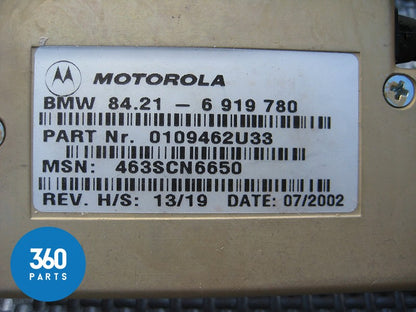 MOTOROLA
BMW 84.21 - 6 919 780
PART Nr. 0109462U33
MSN: 463SCN6650
REV. H/S: 13/19 DATE: 07/2002
360
PARTS